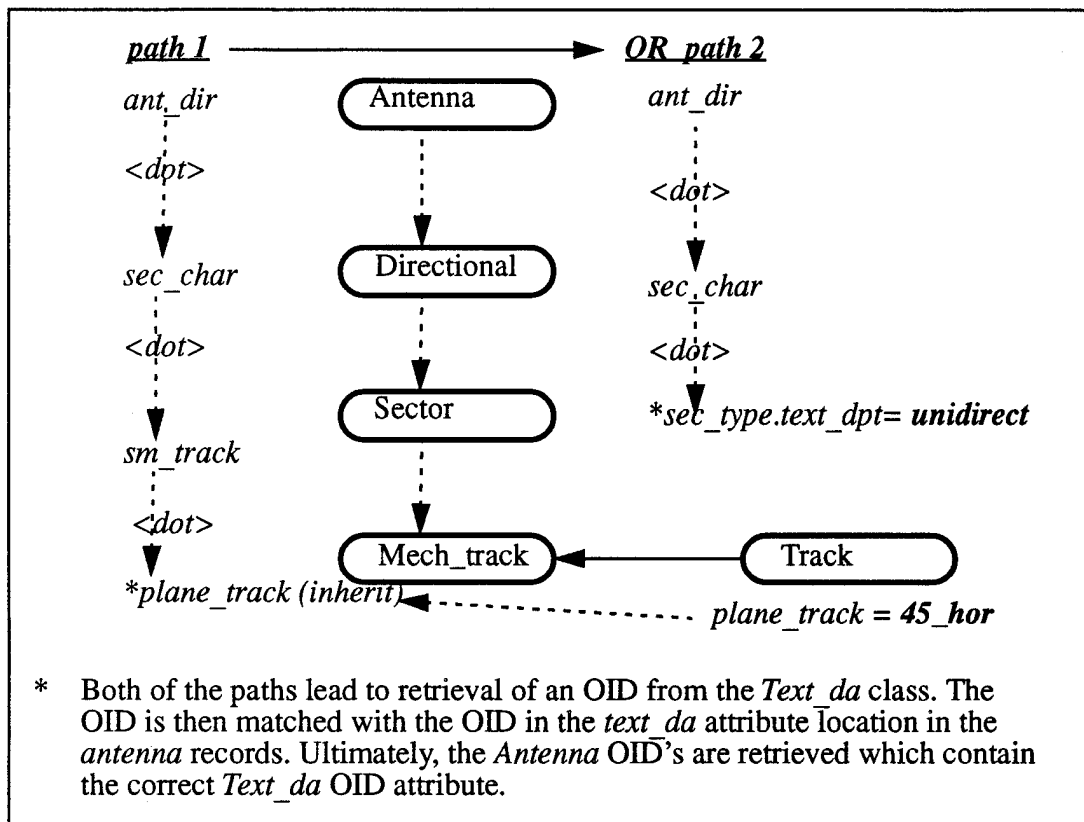 path 1
OR path 2
ant_dir
Antenna
ant_dir
<dot>
<dot>
sec_char
Directional
sec_char
<dot>
<dot>
Sector
*sec_type.text_dpt= unidirect
sm_track
<dot>
Mech_track
Track
*plane_track (inherit)
plane_track = 45_hor
* Both of the paths lead to retrieval of an OID from the Text_da class. The
OID is then matched with the OID in the text_da attribute location in the
antenna records. Ultimately, the Antenna OID's are retrieved which contain
the correct Text_da OID attribute.